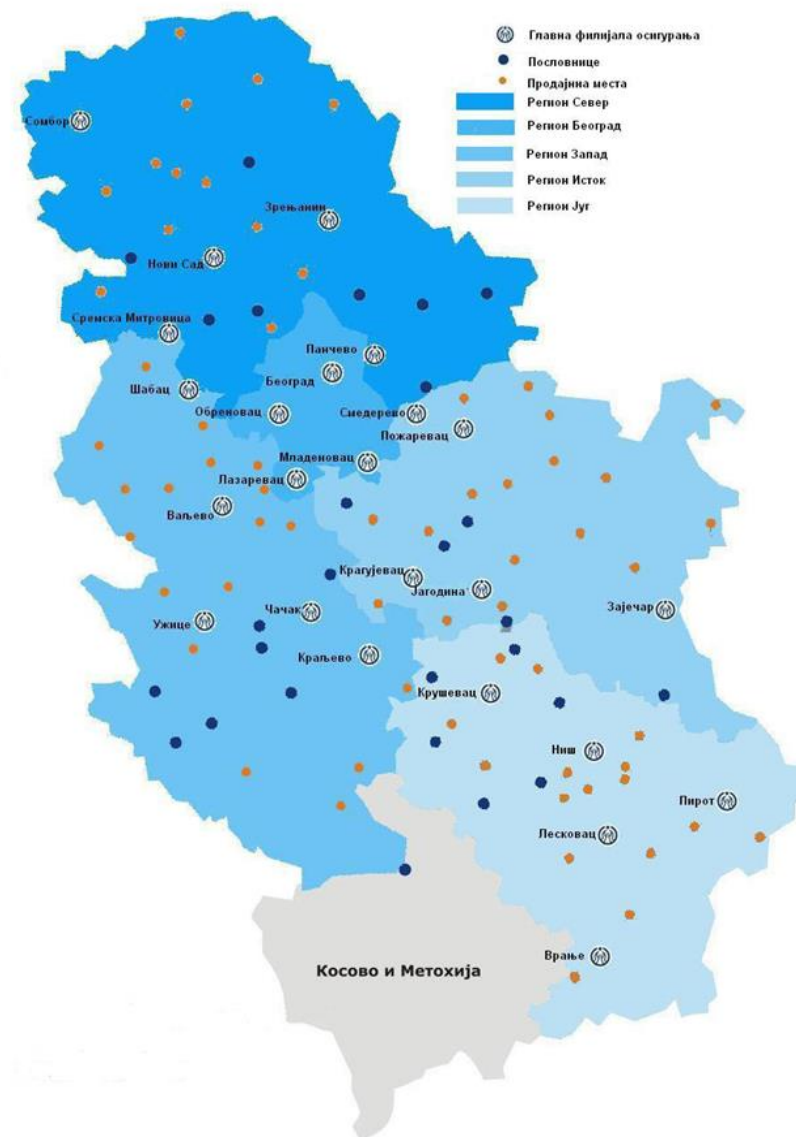 Главна филијала осигурања
Пословнице
Продајна места
Регион Север
Регион Београд
Регион Запад
Регион Исток
Регион Југ
Сомбор
Зрењанин
Нови Сад
Сремска Митровица
Панчево
Београд
Шабац
Обреновац
Смедерево
Пожаревац
Младеновац
Лазаревац
Ваљево
Крагујевац
Јагодина
Зајечар
Чачак
Ужице
Краљево
Крушевац
Ниш
Пирот
Лесковац
Врање
Косово и Метохија